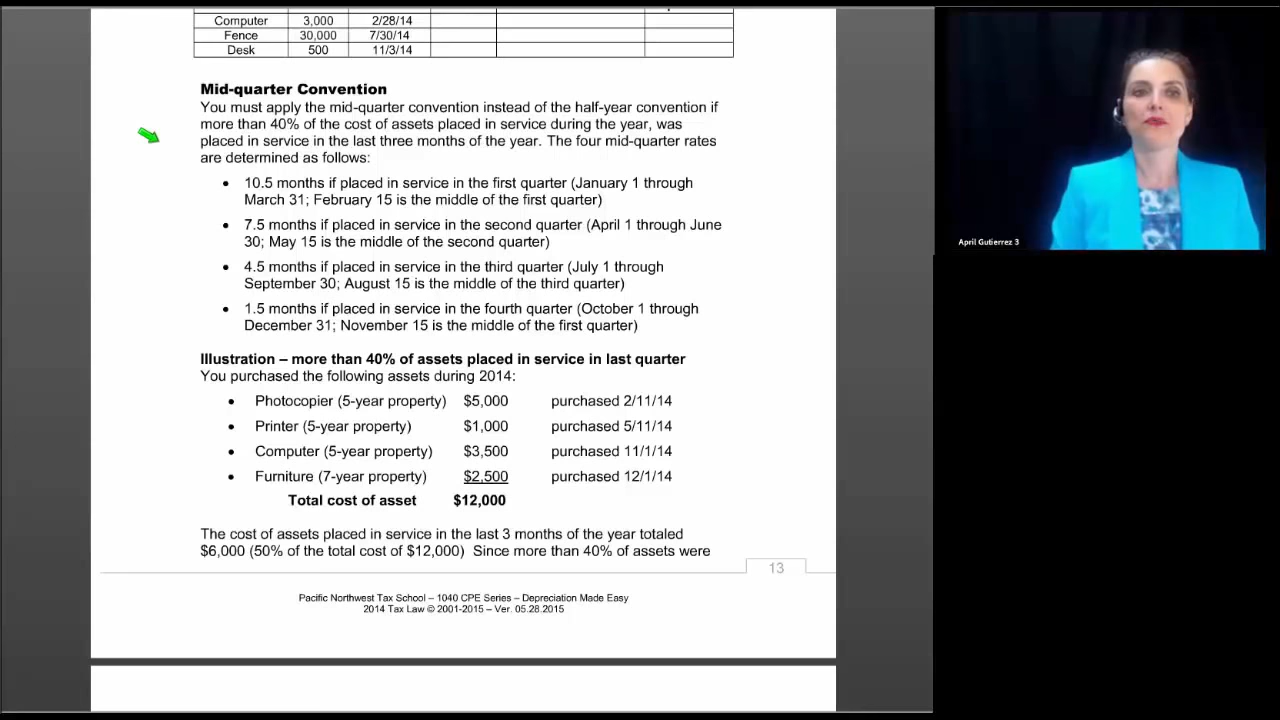 Computer 3,000 2/28/14
Fence 30,000 7/30/14
Desk 500 11/3/14
Mid-quarter Convention
You must apply the mid-quarter convention instead of the half-year convention if
more than 40% of the cost of assets placed in service during the year, was
placed in service in the last three months of the year. The four mid-quarter rates
are determined as follows:
• 10.5 months if placed in service in the first quarter (January 1 through
March 31; February 15 is the middle of the first quarter)
• 7.5 months if placed in service in the second quarter (April 1 through June
30; May 15 is the middle of the second quarter)
• 4.5 months if placed in service in the third quarter (July 1 through
September 30; August 15 is the middle of the third quarter)
• 1.5 months if placed in service in the fourth quarter (October 1 through
December 31; November 15 is the middle of the first quarter)
Illustration – more than 40% of assets placed in service in last quarter
You purchased the following assets during 2014:
• Photocopier (5-year property) $5,000 purchased 2/11/14
• Printer (5-year property) $1,000 purchased 5/11/14
• Computer (5-year property) $3,500 purchased 11/1/14
• Furniture (7-year property) $2,500 purchased 12/1/14
Total cost of asset $12,000
The cost of assets placed in service in the last 3 months of the year totaled
$6,000 (50% of the total cost of $12,000) Since more than 40% of assets were
13
Pacific Northwest Tax School – 1040 CPE Series – Depreciation Made Easy
2014 Tax Law © 2001-2015 – Ver. 05.28.2015
April Gutierrez 3